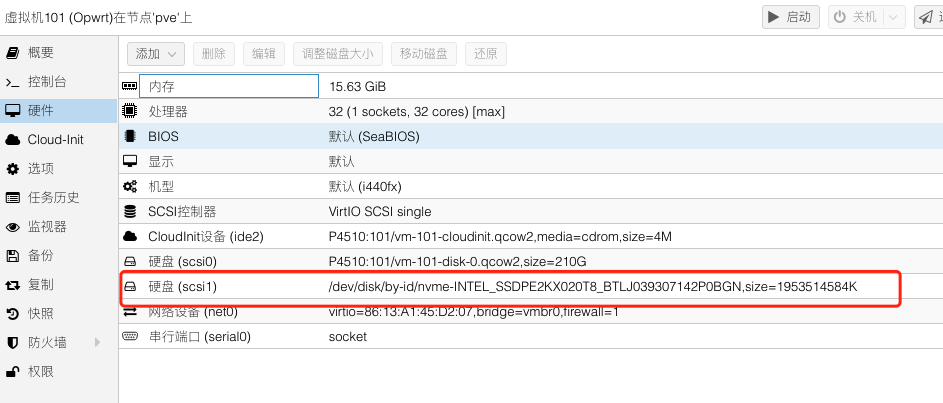 虚拟机101 (Opwrt)在节点'pve'上 启动 关机
概要
控制台
硬件
Cloud-Init
选项
任务历史
监视器
备份
复制
快照
防火墙
权限
添加 删除 编辑 调整磁盘大小 移动磁盘 还原
内存 15.63 GiB
处理器 32 (1 sockets, 32 cores) [max]
BIOS 默认 (SeaBIOS)
显示 默认
机型 默认 (i440fx)
SCSI控制器 VirtIO SCSI single
CloudInit设备 (ide2) P4510:101/vm-101-cloudinit.qcow2,media=cdrom,size=4M
硬盘 (scsi0) P4510:101/vm-101-disk-0.qcow2,size=210G
硬盘 (scsi1) /dev/disk/by-id/nvme-INTEL_SSDPE2KX020T8_BTLJ039307142P0BGN,size=1953514584K
网络设备 (net0) virtio=86:13:A1:45:D2:07,bridge=vmbr0,firewall=1
串行端口 (serial0) socket